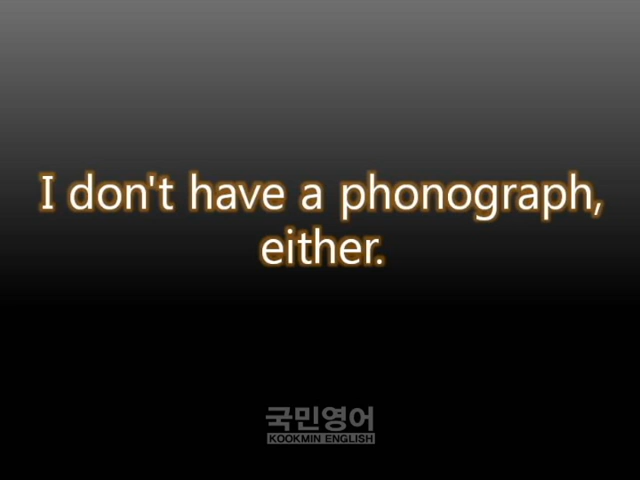 I don't have a phonograph,
either.
국민영어
KOOKMIN ENGLISH